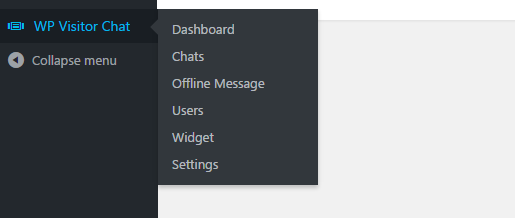 WP Visitor Chat
Collapse menu
Dashboard
Chats
Offline Message
Users
Widget
Settings